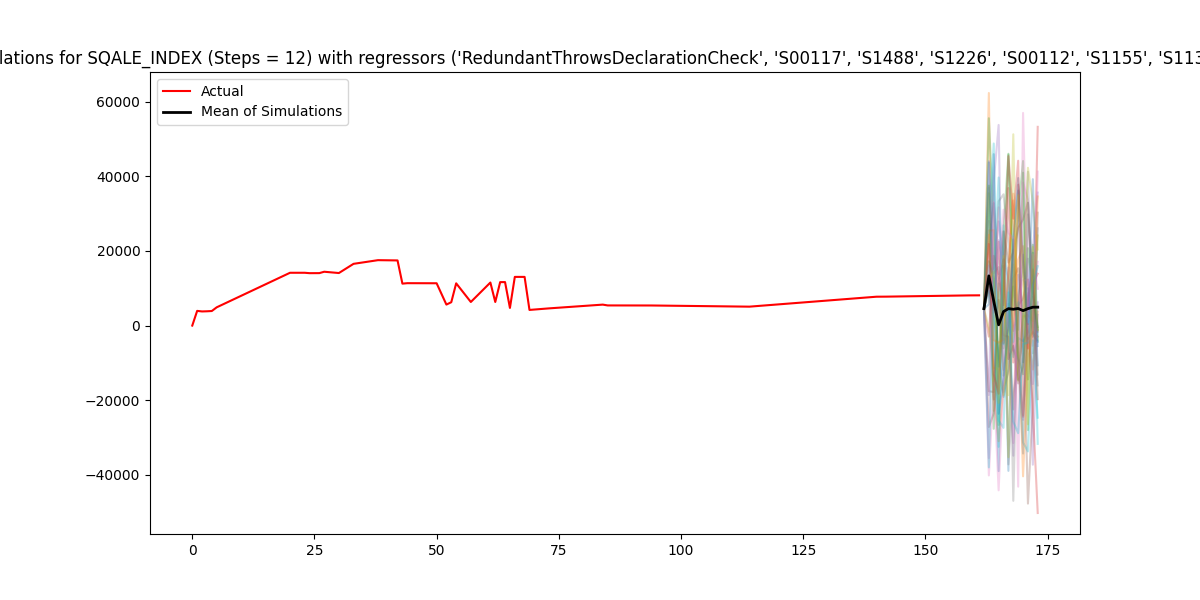 lations for SQALE_INDEX (Steps = 12) with regressors ('RedundantThrowsDeclarationCheck', 'S00117', 'S1488', 'S1226', 'S00112', 'S1155', 'S113
Actual
Mean of Simulations
60000
40000
20000
0
−20000
−40000
0 25 50 75 100 125 150 175